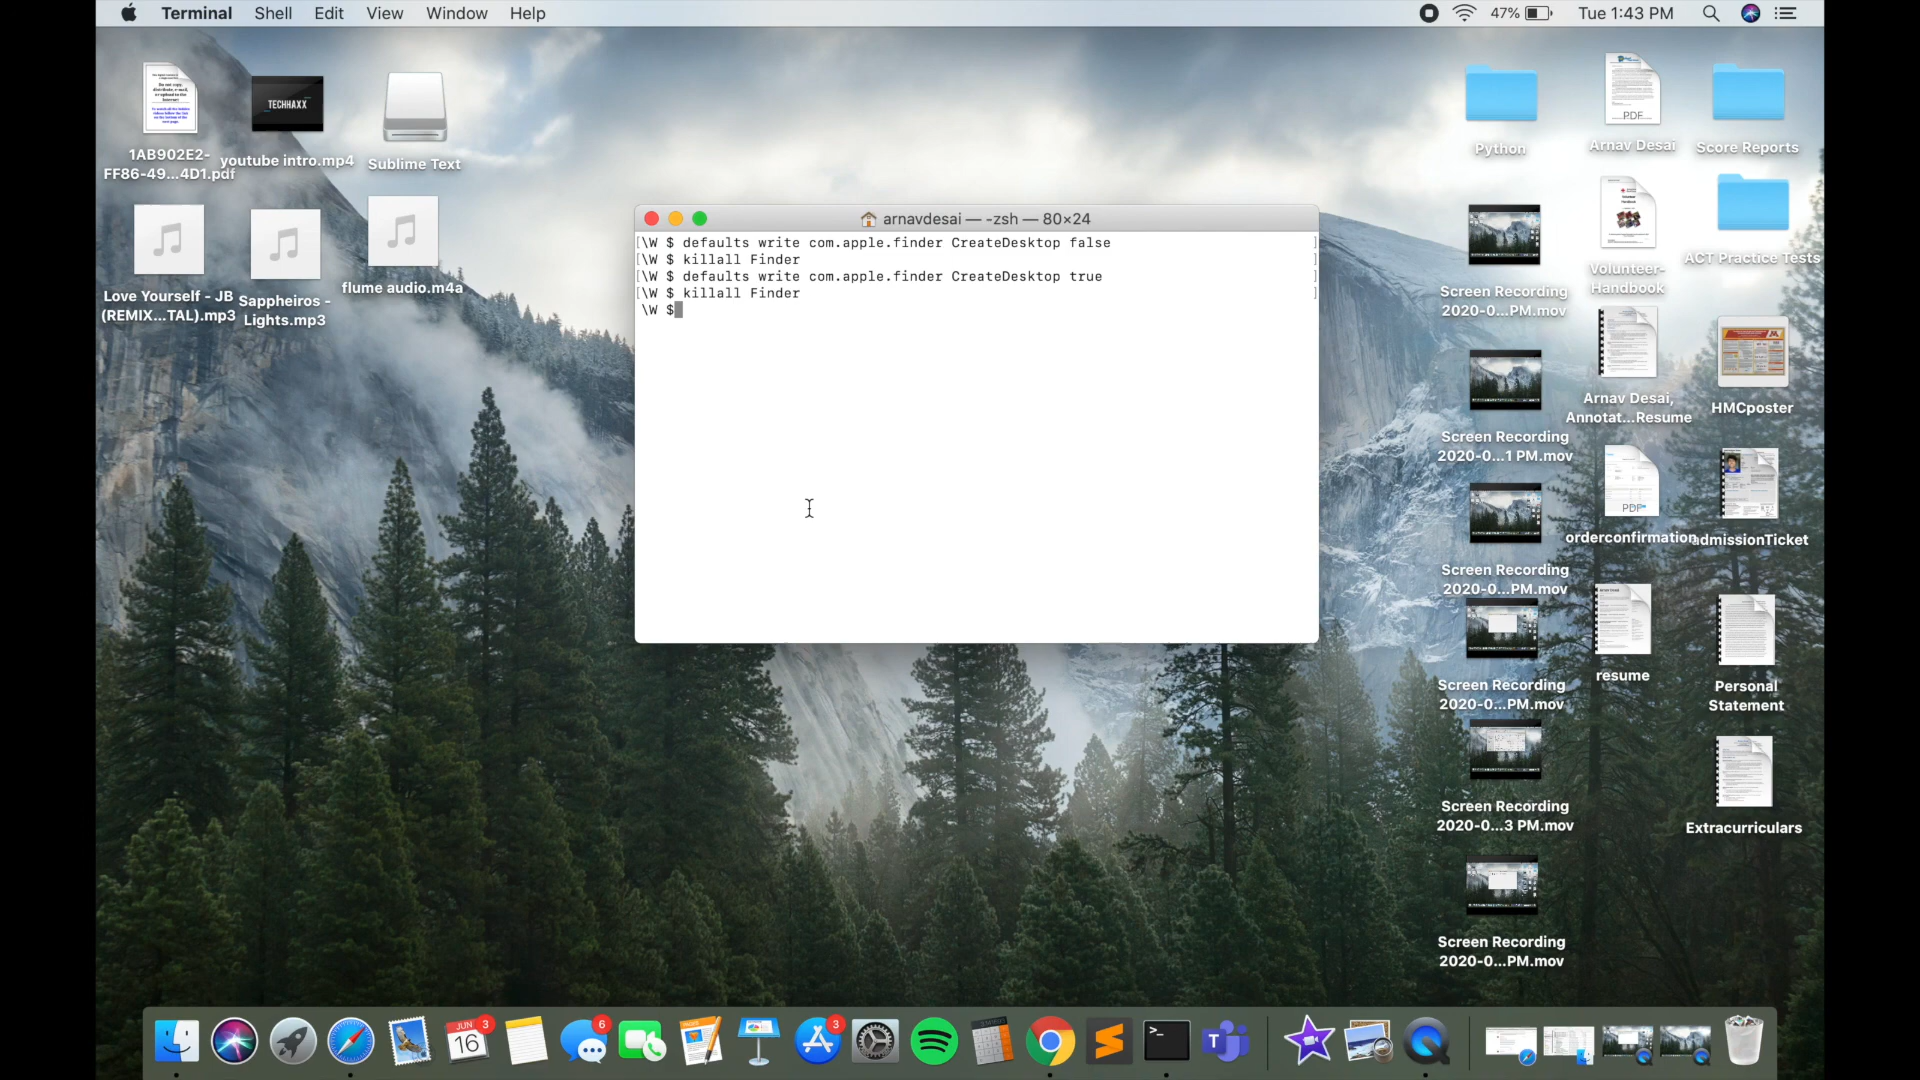 Terminal Shell Edit View Window Help
47% Tue 1:43 PM
1AB902E2-
FF86-49...4D1.pdf
TECHHAXX
youtube intro.mp4
Sublime Text
Love Yourself - JB
(REMIX...TAL).mp3
Sappheiros -
Lights.mp3
flume audio.m4a
arnavdesai — -zsh — 80×24
[\W $ defaults write com.apple.finder CreateDesktop false ]
[\W $ killall Finder ]
[\W $ defaults write com.apple.finder CreateDesktop true ]
[\W $ killall Finder ]
\W $
Python
PDF
Arnav Desai
Score Reports
Screen Recording
2020-0...PM.mov
Volunteer-
Handbook
ACT Practice Tests
Screen Recording
2020-0...1 PM.mov
Arnav Desai,
Annotat...Resume
HMCposter
Screen Recording
2020-0...PM.mov
PDF
orderconfirmation
admissionTicket
Screen Recording
2020-0...PM.mov
resume
Personal
Statement
Screen Recording
2020-0...3 PM.mov
Extracurriculars
Screen Recording
2020-0...PM.mov
JUN
16
3
6
3
>_
T